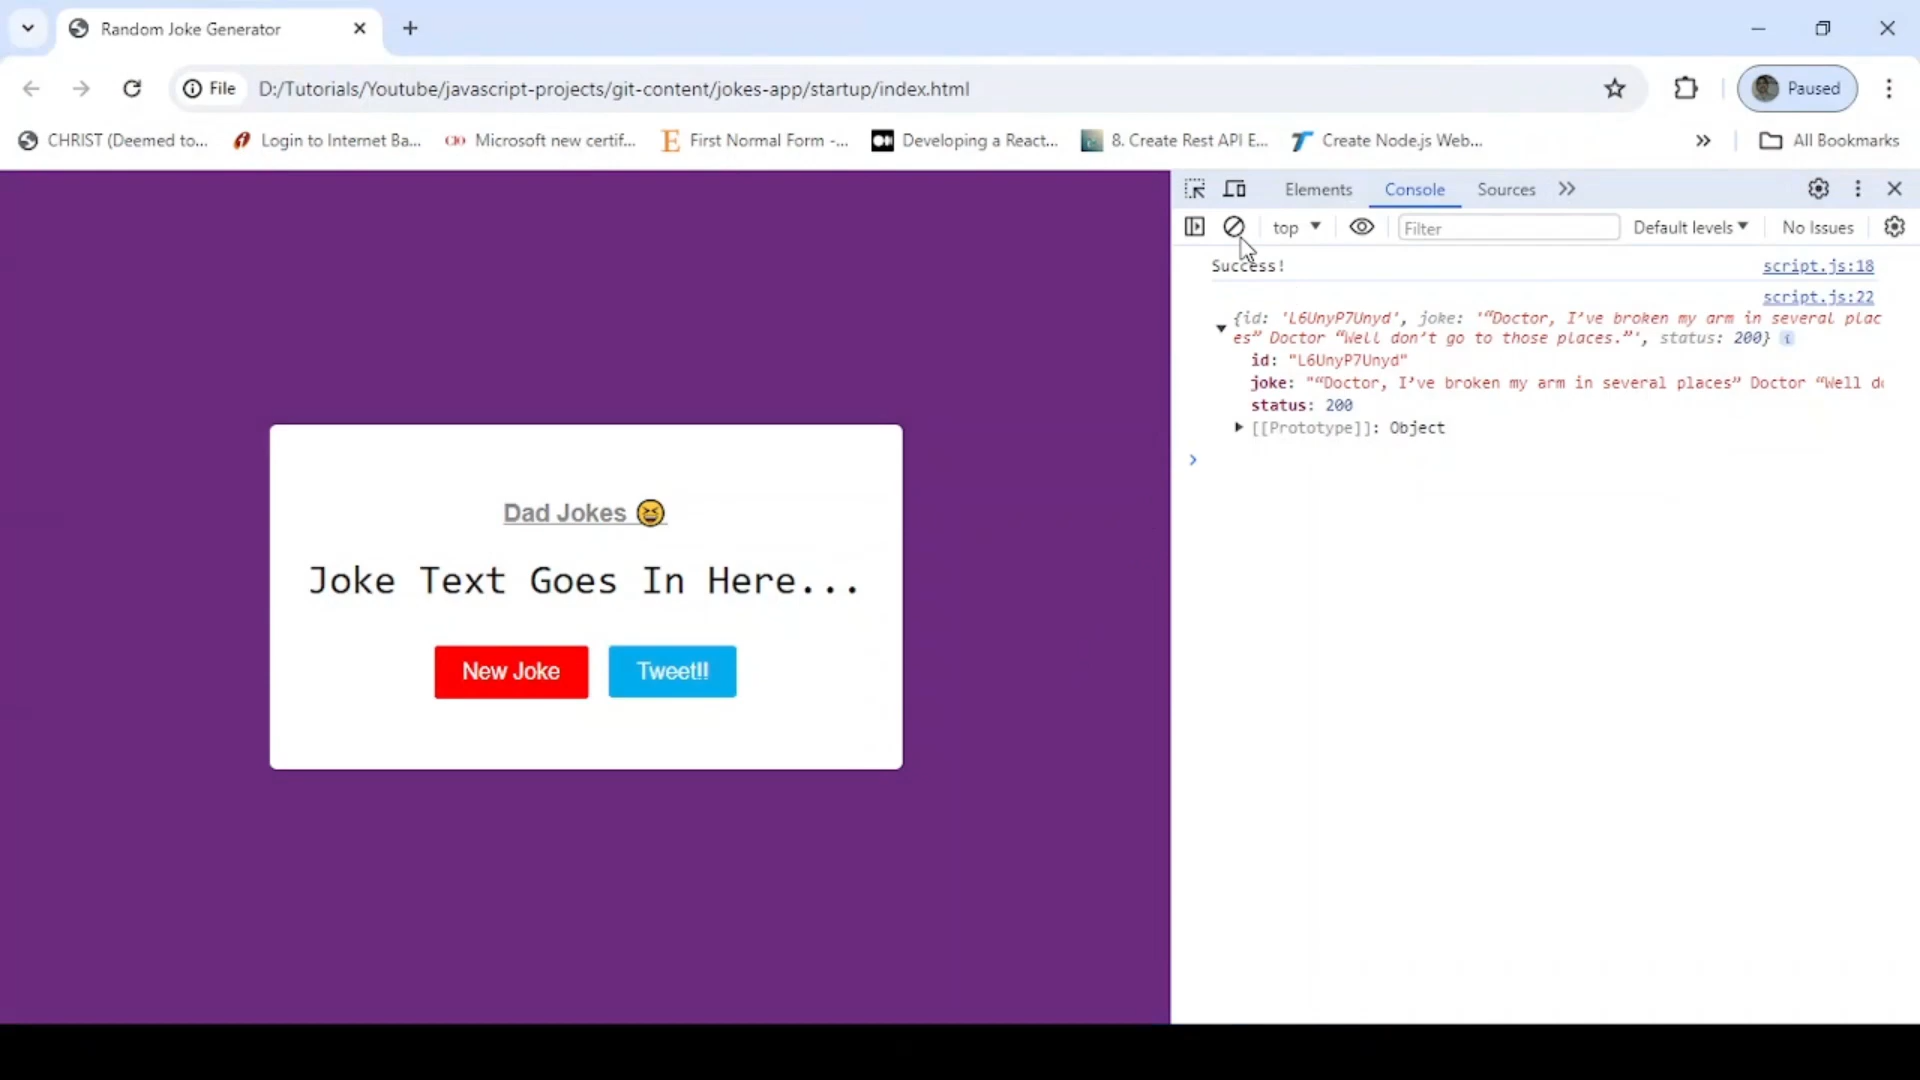 Random Joke Generator
File D:/Tutorials/Youtube/javascript-projects/git-content/jokes-app/startup/index.html Paused
CHRIST (Deemed to... Login to Internet Ba... Microsoft new certif... First Normal Form -... Developing a React... 8. Create Rest API E... Create Node.js Web... » All Bookmarks
Elements Console Sources »
top Filter Default levels No Issues
Success! script.js:18
script.js:22
{id: 'L6UnyP7Unyd', joke: '“Doctor, I’ve broken my arm in several plac
es” Doctor “Well don’t go to those places.”', status: 200} i
id: "L6UnyP7Unyd"
joke: "“Doctor, I’ve broken my arm in several places” Doctor “Well do
status: 200
[[Prototype]]: Object
Dad Jokes 😆
Joke Text Goes In Here...
New Joke Tweet!!